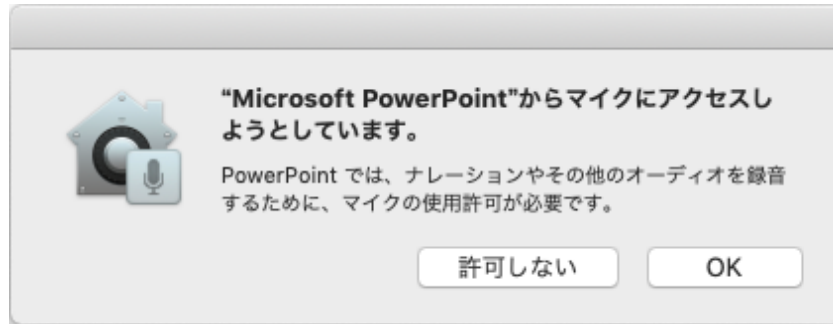 “Microsoft PowerPoint”からマイクにアクセスし
ようとしています。
PowerPoint では、ナレーションやその他のオーディオを録音
するために、マイクの使用許可が必要です。
許可しない
OK